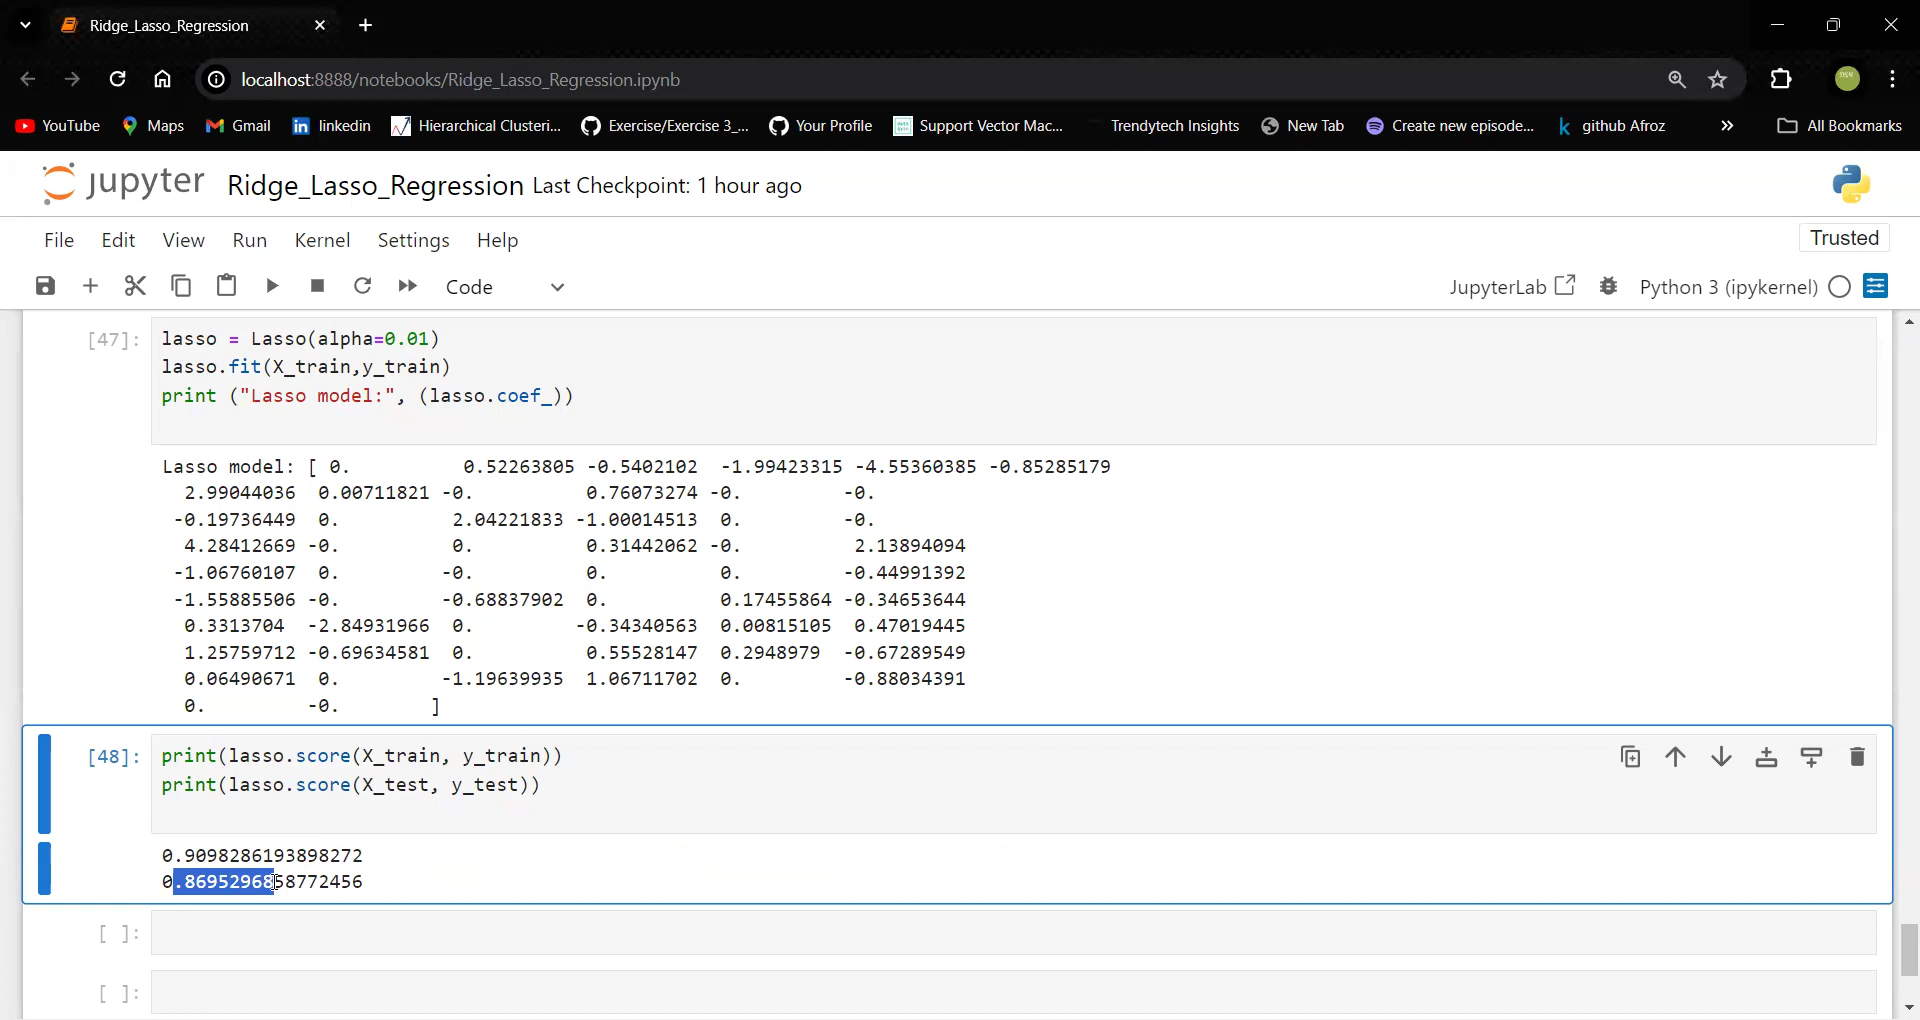 Ridge_Lasso_Regression
localhost:8888/notebooks/Ridge_Lasso_Regression.ipynb
YouTube Maps Gmail linkedin Hierarchical Clusteri... Exercise/Exercise 3_... Your Profile Support Vector Mac... Trendytech Insights New Tab Create new episode... github Afroz » All Bookmarks
jupyter Ridge_Lasso_Regression Last Checkpoint: 1 hour ago
File Edit View Run Kernel Settings Help Trusted
Code JupyterLab Python 3 (ipykernel)
[47]: lasso = Lasso(alpha=0.01)
lasso.fit(X_train,y_train)
print ("Lasso model:", (lasso.coef_))
Lasso model: [ 0. 0.52263805 -0.5402102 -1.99423315 -4.55360385 -0.85285179
2.99044036 0.00711821 -0. 0.76073274 -0. -0.
-0.19736449 0. 2.04221833 -1.00014513 0. -0.
4.28412669 -0. 0. 0.31442062 -0. 2.13894094
-1.06760107 0. -0. 0. 0. -0.44991392
-1.55885506 -0. -0.68837902 0. 0.17455864 -0.34653644
0.3313704 -2.84931966 0. -0.34340563 0.00815105 0.47019445
1.25759712 -0.69634581 0. 0.55528147 0.2948979 -0.67289549
0.06490671 0. -1.19639935 1.06711702 0. -0.88034391
0. -0. ]
[48]: print(lasso.score(X_train, y_train))
print(lasso.score(X_test, y_test))
0.9098286193898272
0.8695296858772456
[ ]:
[ ]: